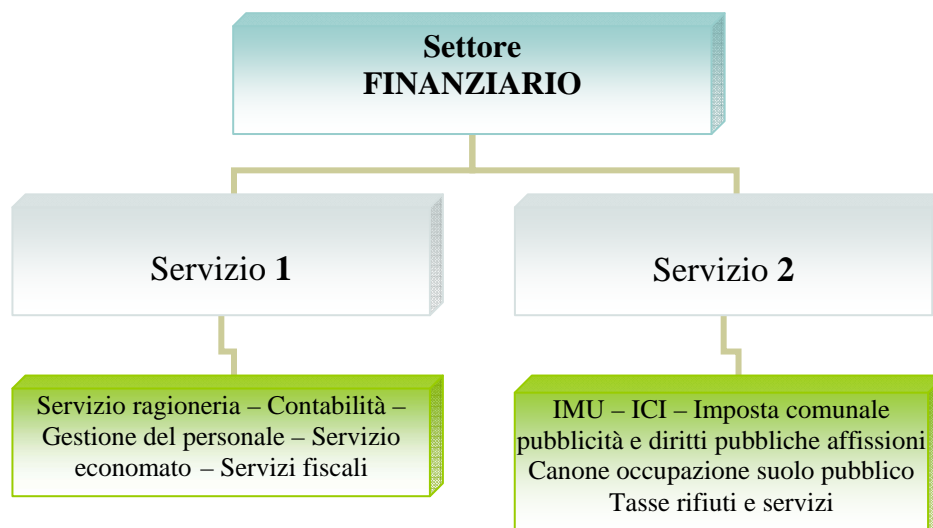 Settore
FINANZIARIO
Servizio 1
Servizio 2
Servizio ragioneria – Contabilità –
Gestione del personale – Servizio
economato – Servizi fiscali
IMU – ICI – Imposta comunale
pubblicità e diritti pubbliche affissioni
Canone occupazione suolo pubblico
Tasse rifiuti e servizi